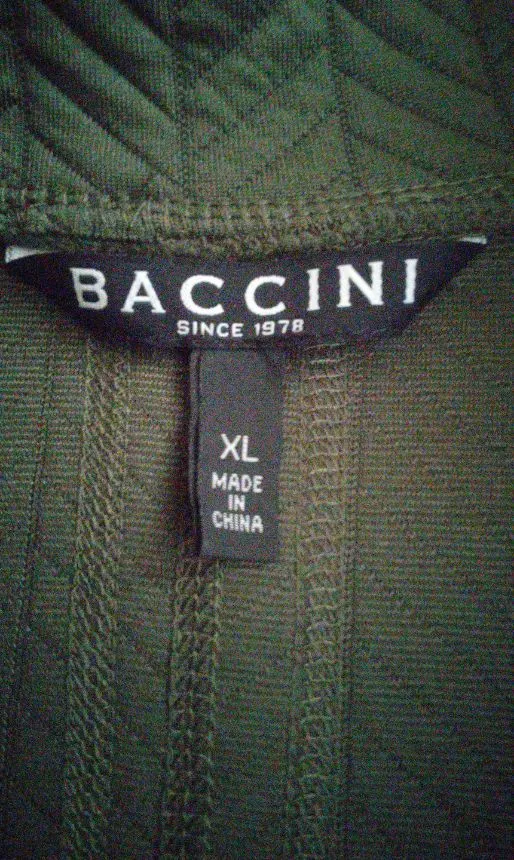 BACCINI
SINCE 1978
XL
MADE
IN
CHINA